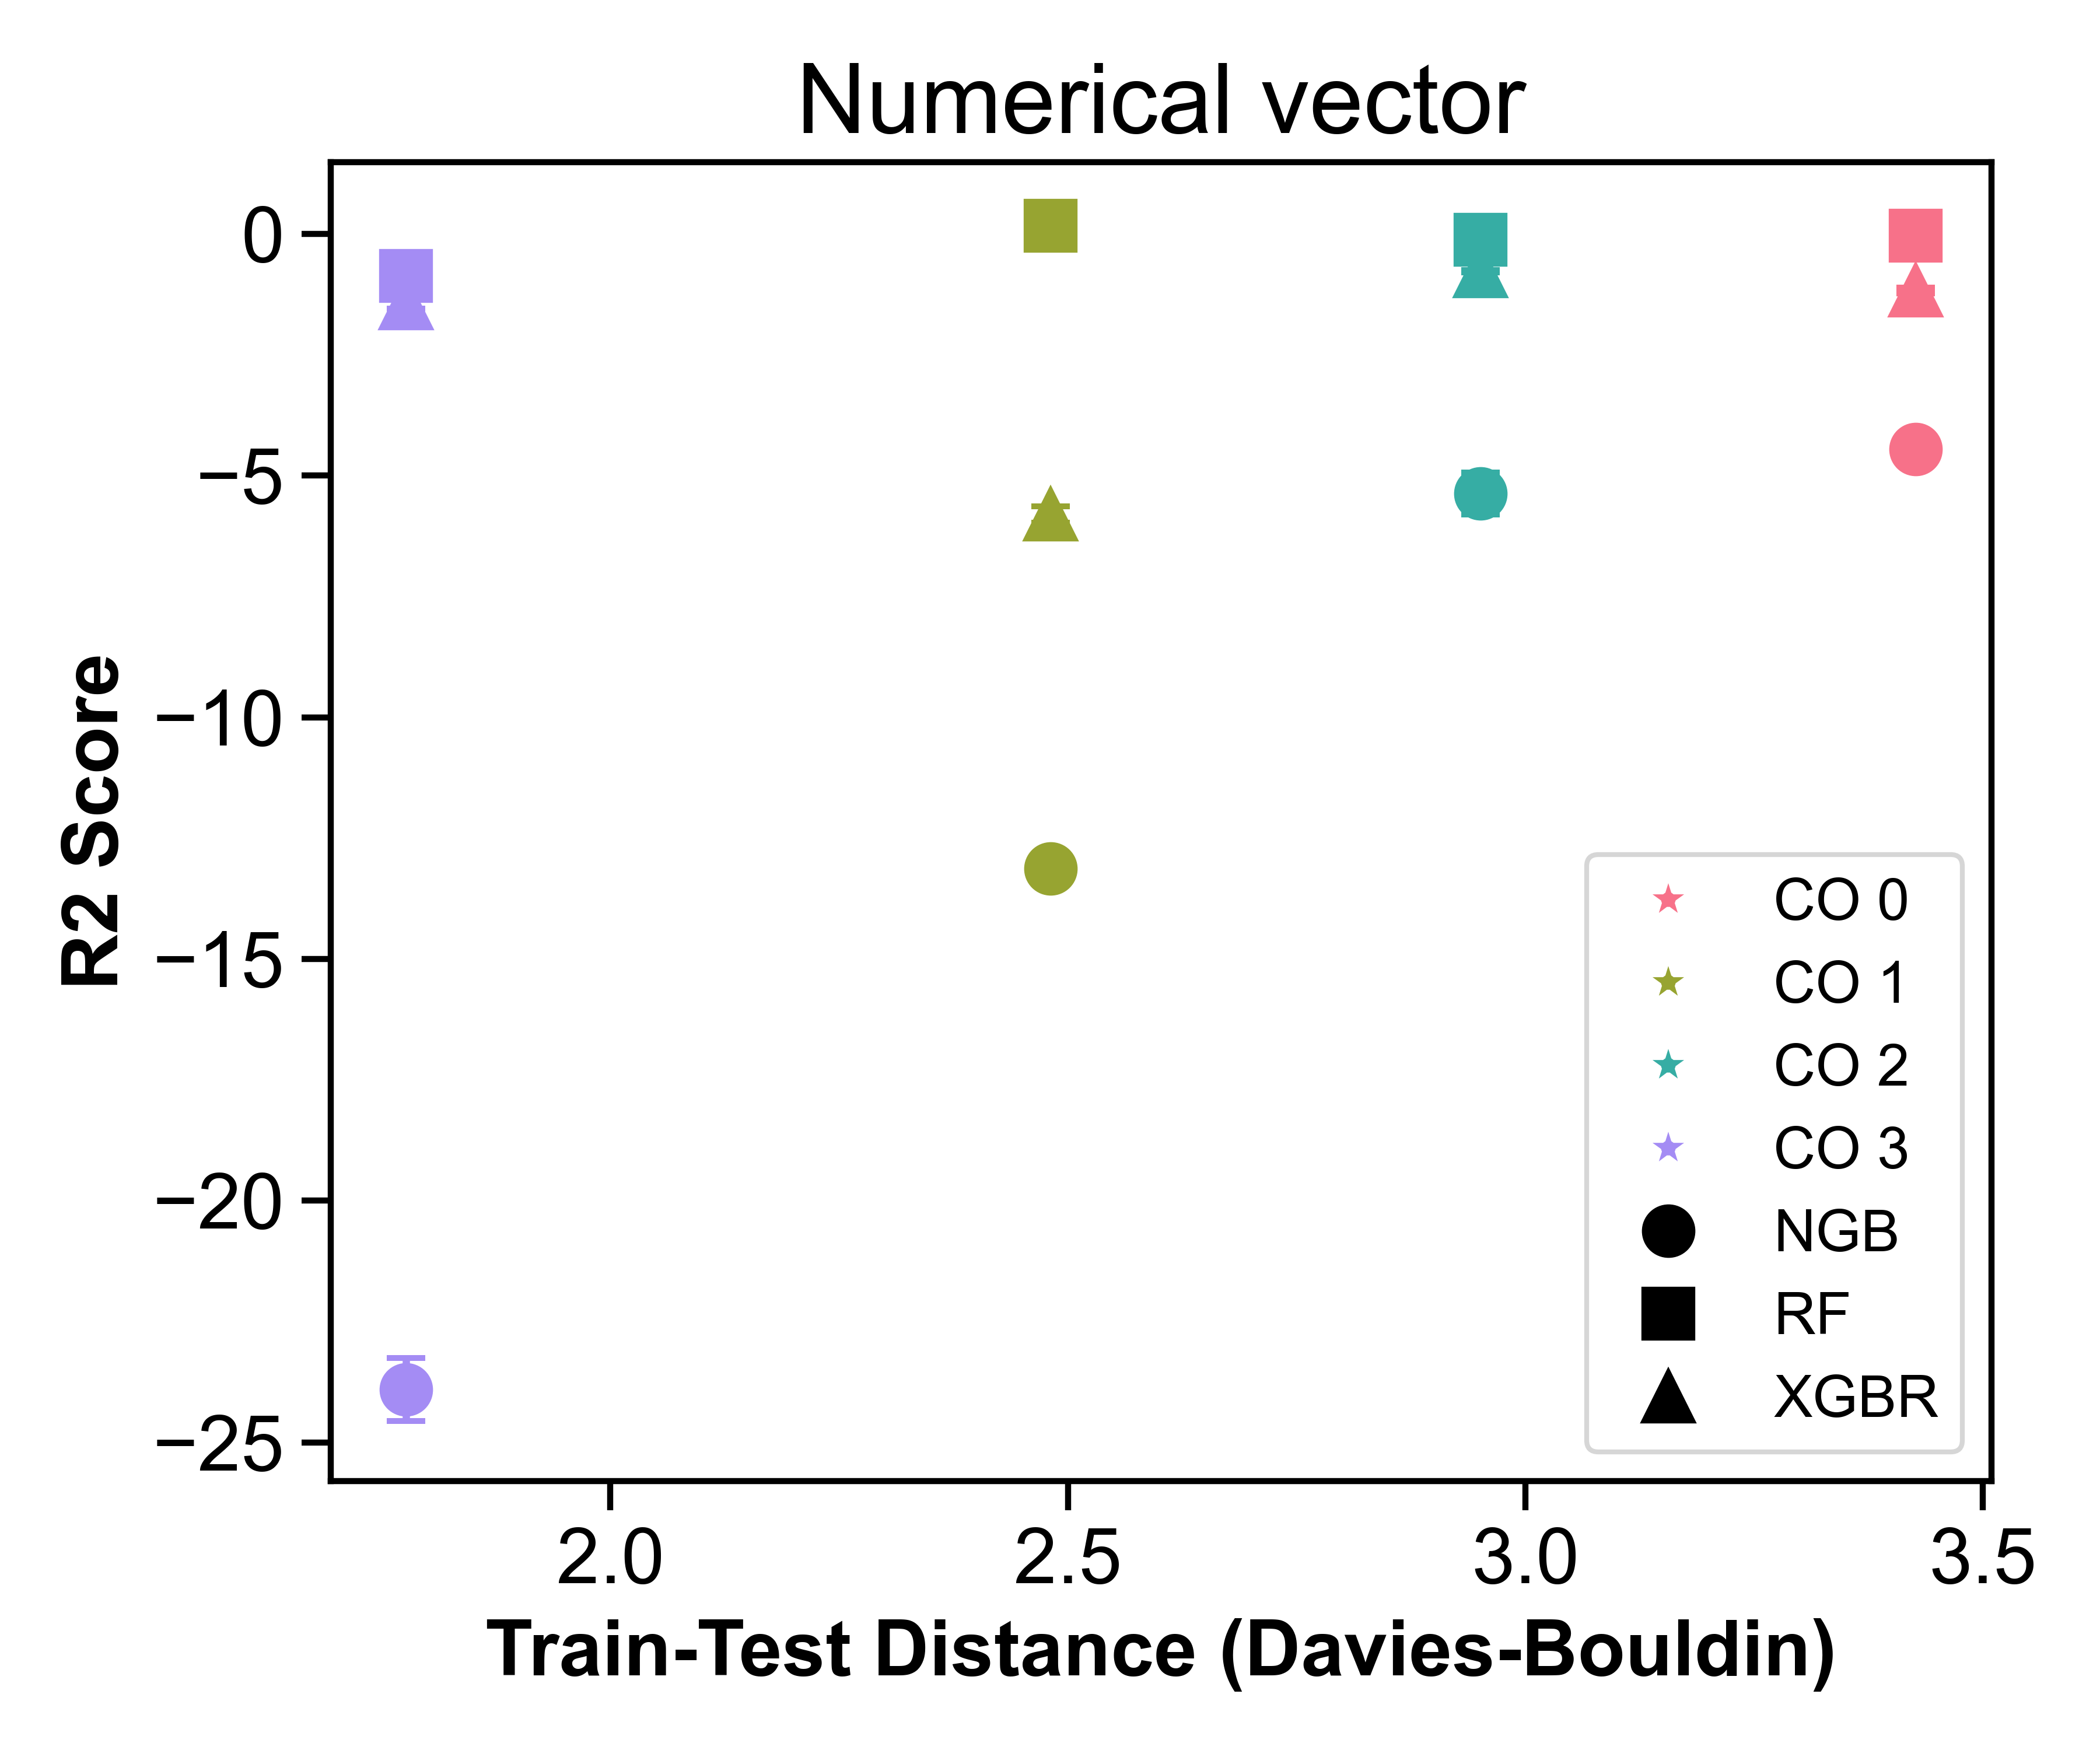 Numerical vector
R2 Score
0
−5
−10
−15
−20
−25
2.0
2.5
3.0
3.5
Train-Test Distance (Davies-Bouldin)
CO 0
CO 1
CO 2
CO 3
NGB
RF
XGBR